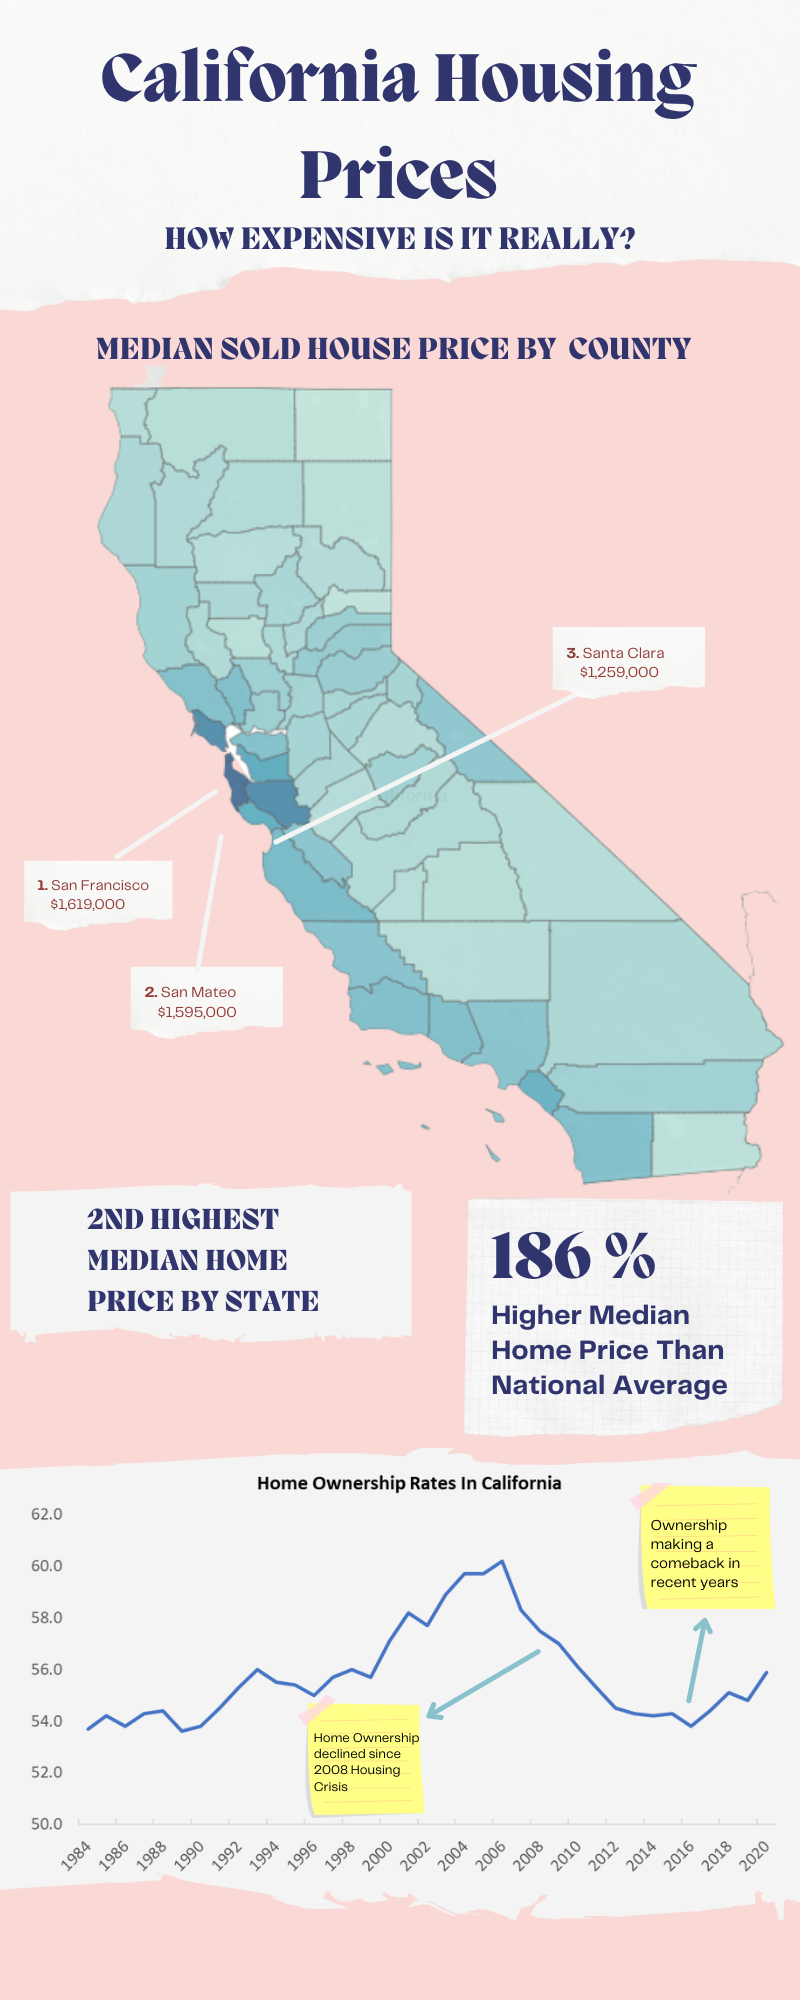 California Housing
Prices
HOW EXPENSIVE IS IT REALLY?
MEDIAN SOLD HOUSE PRICE BY COUNTY
3. Santa Clara
$1,259,000
California
1. San Francisco
$1,619,000
2. San Mateo
$1,595,000
2ND HIGHEST
MEDIAN HOME
PRICE BY STATE
186 %
Higher Median
Home Price Than
National Average
Home Ownership Rates In California
62.0
60.0
58.0
56.0
54.0
52.0
50.0
Ownership
making a
comeback in
recent years
Home Ownership
declined since
2008 Housing
Crisis
1984
1986
1988
1990
1992
1994
1996
1998
2000
2002
2004
2006
2008
2010
2012
2014
2016
2018
2020